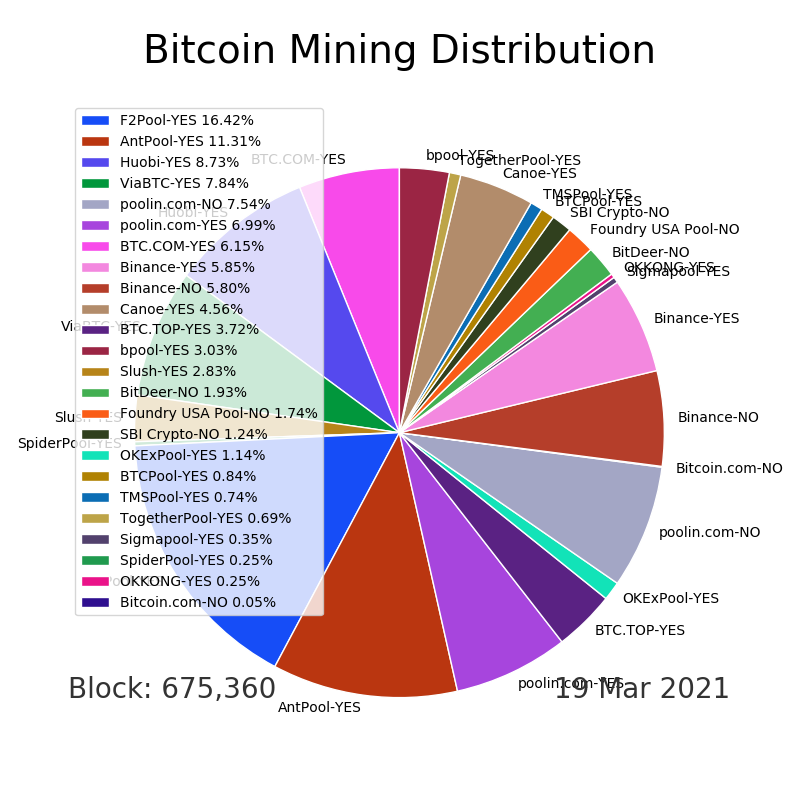 Bitcoin Mining Distribution
F2Pool-YES 16.42%
AntPool-YES 11.31%
Huobi-YES 8.73%
ViaBTC-YES 7.84%
poolin.com-NO 7.54%
poolin.com-YES 6.99%
BTC.COM-YES 6.15%
Binance-YES 5.85%
Binance-NO 5.80%
Canoe-YES 4.56%
BTC.TOP-YES 3.72%
bpool-YES 3.03%
Slush-YES 2.83%
BitDeer-NO 1.93%
Foundry USA Pool-NO 1.74%
SBI Crypto-NO 1.24%
OKExPool-YES 1.14%
BTCPool-YES 0.84%
TMSPool-YES 0.74%
TogetherPool-YES 0.69%
Sigmapool-YES 0.35%
SpiderPool-YES 0.25%
OKKONG-YES 0.25%
Bitcoin.com-NO 0.05%
BTC.COM-YES
Huobi-YES
ViaBTC-YES
Slush-YES
SpiderPool-YES
bpool-YES
TogetherPool-YES
Canoe-YES
TMSPool-YES
BTCPool-YES
SBI Crypto-NO
Foundry USA Pool-NO
BitDeer-NO
OKKONG-YES
Sigmapool-YES
Binance-YES
Binance-NO
Bitcoin.com-NO
poolin.com-NO
OKExPool-YES
BTC.TOP-YES
poolin.com-YES
AntPool-YES
Block: 675,360
19 Mar 2021